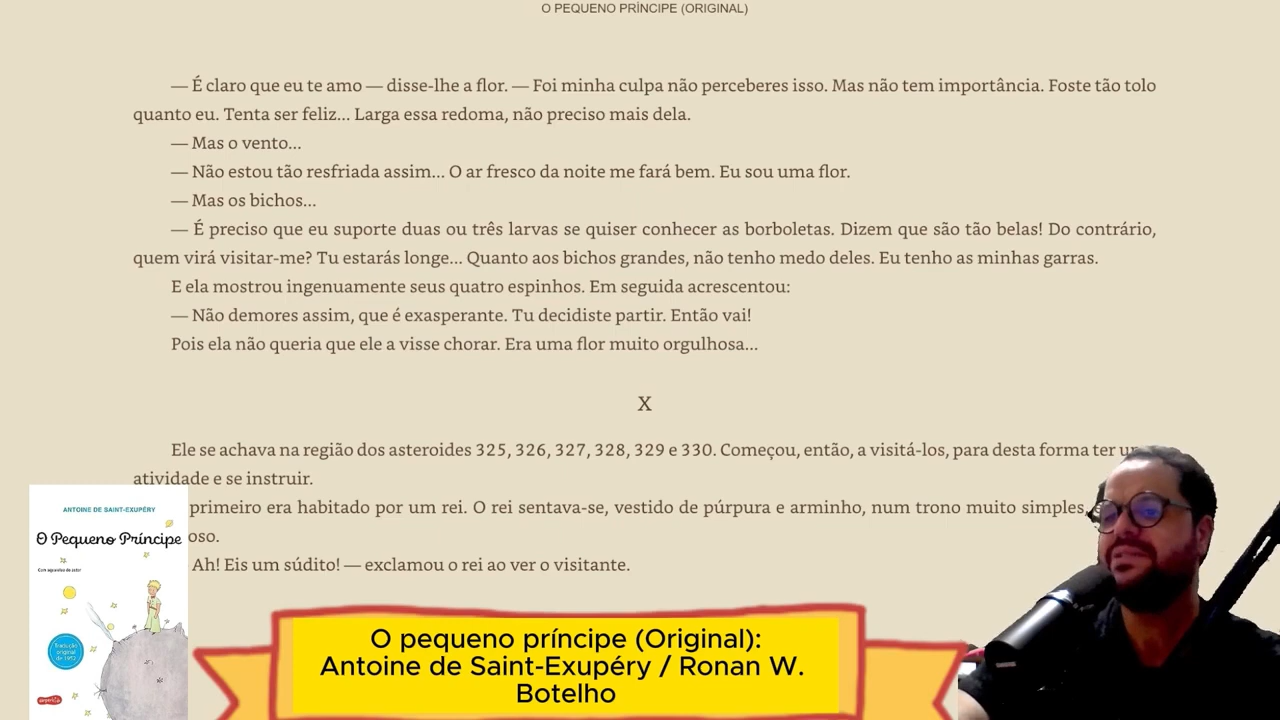 O PEQUENO PRÍNCIPE (ORIGINAL)
— É claro que eu te amo — disse-lhe a flor. — Foi minha culpa não perceberes isso. Mas não tem importância. Foste tão tolo
quanto eu. Tenta ser feliz... Larga essa redoma, não preciso mais dela.
— Mas o vento...
— Não estou tão resfriada assim... O ar fresco da noite me fará bem. Eu sou uma flor.
— Mas os bichos...
— É preciso que eu suporte duas ou três larvas se quiser conhecer as borboletas. Dizem que são tão belas! Do contrário,
quem virá visitar-me? Tu estarás longe... Quanto aos bichos grandes, não tenho medo deles. Eu tenho as minhas garras.
E ela mostrou ingenuamente seus quatro espinhos. Em seguida acrescentou:
— Não demores assim, que é exasperante. Tu decidiste partir. Então vai!
Pois ela não queria que ele a visse chorar. Era uma flor muito orgulhosa...
X
Ele se achava na região dos asteroides 325, 326, 327, 328, 329 e 330. Começou, então, a visitá-los, para desta forma ter
atividade e se instruir.
primeiro era habitado por um rei. O rei sentava-se, vestido de púrpura e arminho, num trono muito simples,
oso.
Ah! Eis um súdito! — exclamou o rei ao ver o visitante.
ANTOINE DE SAINT-EXUPÉRY
O Pequeno Príncipe
Com aquarelas do autor
Tradução
original
de 1952
O pequeno príncipe (Original):
Antoine de Saint-Exupéry / Ronan W.
Botelho